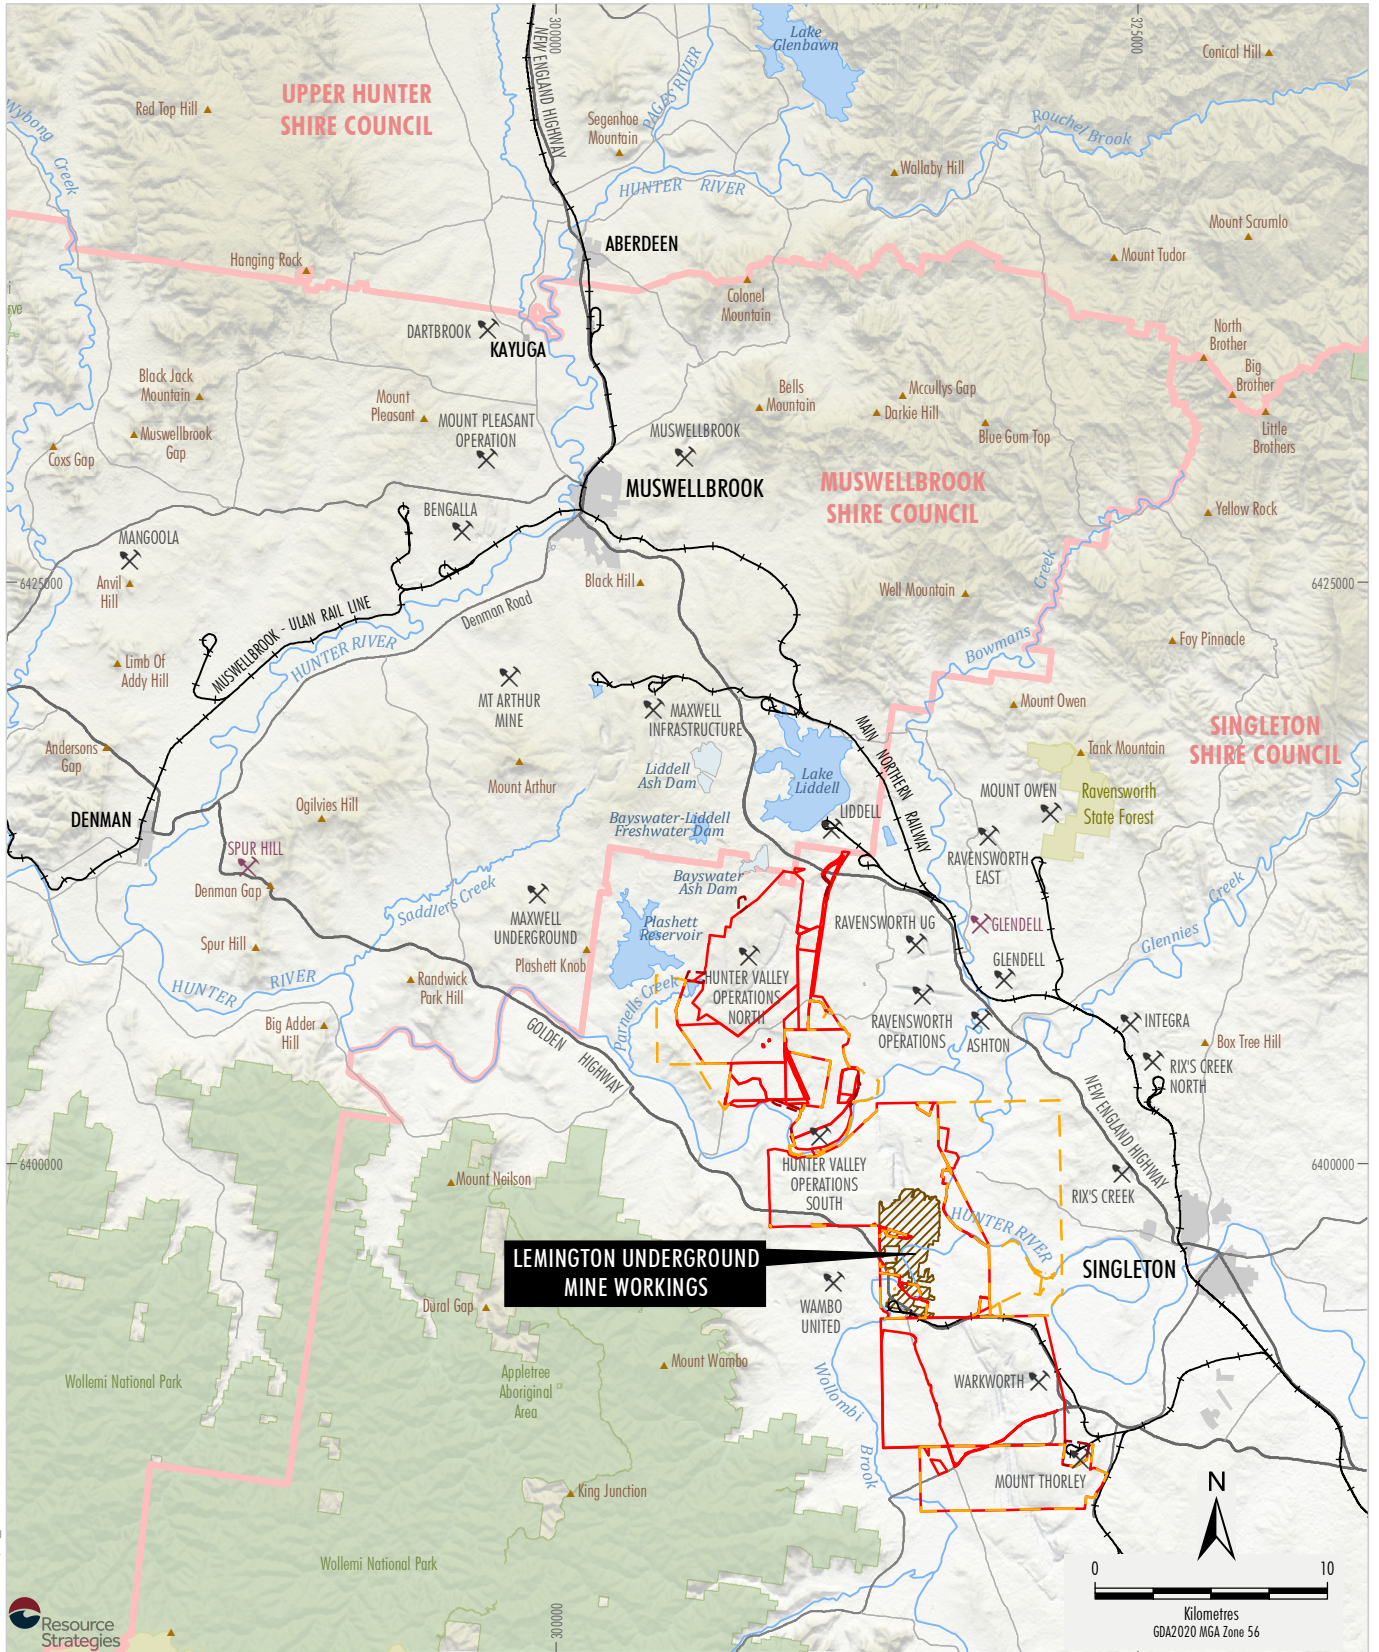 300000
325000
NEW ENGLAND HIGHWAY
Lake
Glenbawn
Conical Hill
UPPER HUNTER
SHIRE COUNCIL
Red Top Hill
Wybong
Creek
Segenhoe
Mountain
PAGES RIVER
Rouchel Brook
Wallaby Hill
HUNTER RIVER
Mount Scrumlo
Mount Tudor
ABERDEEN
Hanging Rock
Colonel
Mountain
DARTBROOK
KAYUGA
North
Brother
Big
Brother
Little
Brothers
Black Jack
Mountain
Mount
Pleasant
Bells
Mountain
Mccullys Gap
Darkie Hill
Blue Gum Top
Muswellbrook
Gap
Coxs Gap
MOUNT PLEASANT
OPERATION
MUSWELLBROOK
MUSWELLBROOK
MUSWELLBROOK
SHIRE COUNCIL
Yellow Rock
BENGALLA
MANGOOLA
Anvil
Hill
6425000
6425000
Black Hill
Well Mountain
Creek
Bowmans
Denman Road
MUSWELLBROOK - ULAN RAIL LINE
HUNTER RIVER
Foy Pinnacle
Limb Of
Addy Hill
MT ARTHUR
MINE
MAXWELL
INFRASTRUCTURE
Mount Owen
SINGLETON
SHIRE COUNCIL
MAIN NORTHERN RAILWAY
Andersons
Gap
Tank Mountain
Liddell
Ash Dam
Lake
Liddell
Mount Arthur
MOUNT OWEN
Ravensworth
State Forest
Ogilvies Hill
DENMAN
Bayswater-Liddell
Freshwater Dam
LIDDELL
SPUR HILL
RAVENSWORTH
EAST
Denman Gap
Bayswater
Ash Dam
Saddlers Creek
MAXWELL
UNDERGROUND
Plashett
Reservoir
RAVENSWORTH UG
GLENDELL
Glennies Creek
Spur Hill
Plashett Knob
HUNTER RIVER
Randwick
Park Hill
HUNTER VALLEY
OPERATIONS
NORTH
GLENDELL
Parnells Creek
Big Adder
Hill
GOLDEN HIGHWAY
RAVENSWORTH
OPERATIONS
ASHTON
INTEGRA
Box Tree Hill
RIX'S CREEK
NORTH
NEW ENGLAND HIGHWAY
6400000
6400000
Mount Neilson
HUNTER VALLEY
OPERATIONS
SOUTH
RIX'S CREEK
HUNTER RIVER
LEMINGTON UNDERGROUND
MINE WORKINGS
SINGLETON
WAMBO
UNITED
Dural Gap
Mount Wambo
Wollemi National Park
Appletree
Aboriginal
Area
WARKWORTH
Wollombi
Brook
MOUNT THORLEY
King Junction
N
Wollemi National Park
0
10
Kilometres
GDA2020 MGA Zone 56
300000
Resource
Strategies